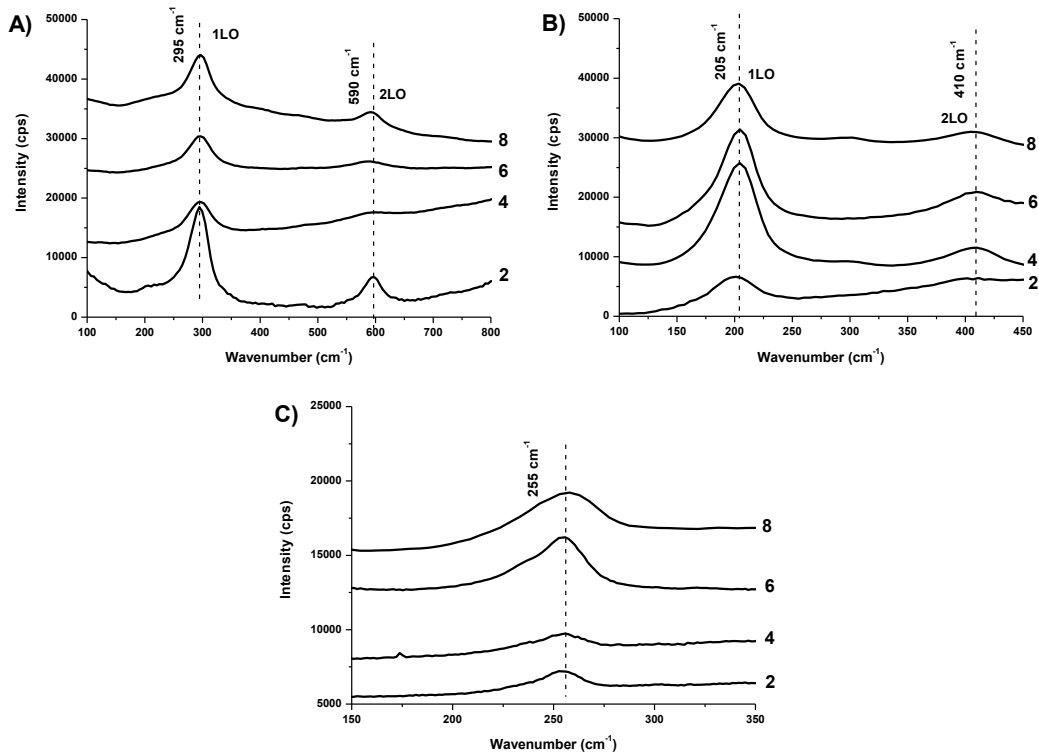 A)
295 cm-1
1LO
590 cm-1
2LO
8
6
4
2
50000
40000
30000
20000
10000
0
Intensity (cps)
100 200 300 400 500 600 700 800
Wavenumber (cm-1)
B)
205 cm-1
1LO
410 cm-1
2LO
8
6
4
2
50000
40000
30000
20000
10000
0
Intensity (cps)
100 150 200 250 300 350 400 450
Wavenumber (cm-1)
C)
255 cm-1
8
6
4
2
25000
20000
15000
10000
5000
Intensity (cps)
150 200 250 300 350
Wavenumber (cm-1)